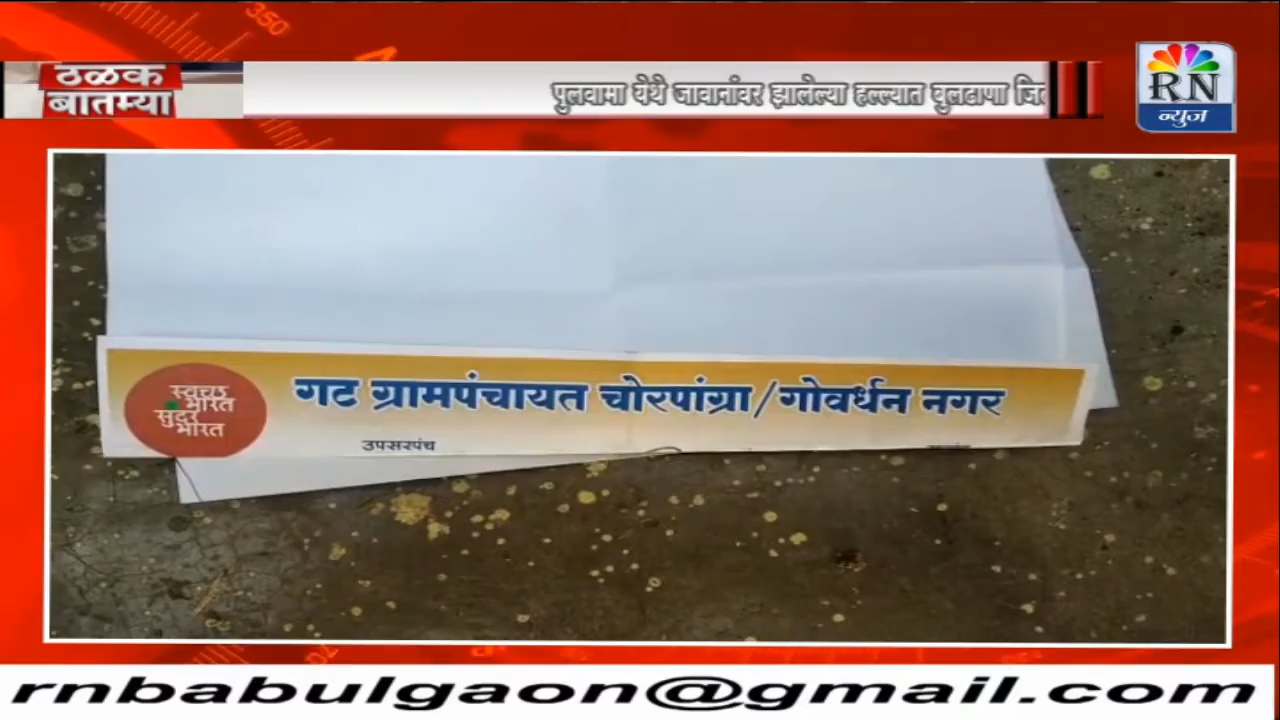 350
ठळक
बातम्या
पुलवामा येथे जावानांवर झालेल्या हल्ल्यात बुलढाणा जि
RN
न्युज
स्वच्छ
भारत
सुंदर
भारत
गट ग्रामपंचायत चोरपांग्रा/गोवर्धन नगर
उपसरपंच
rnbabulgaon@gmail.com